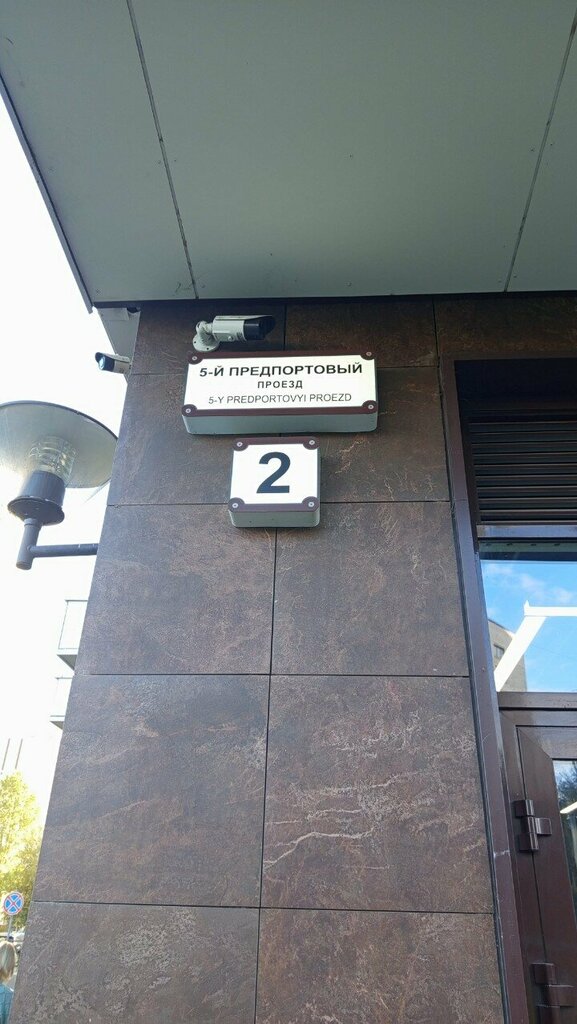 5-Й ПРЕДПОРТОВЫЙ
ПРОЕЗД
5-Y PREDPORTOVYI PROEZD
2